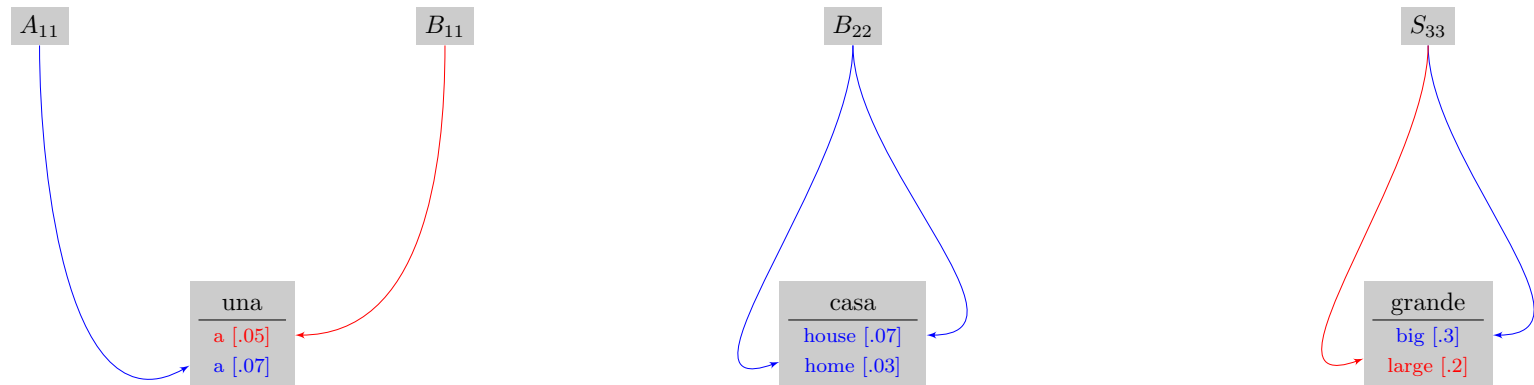 A₁₁ B₁₁ B₂₂ S₃₃
una casa grande
a [.05] house [.07] big [.3]
a [.07] home [.03] large [.2]